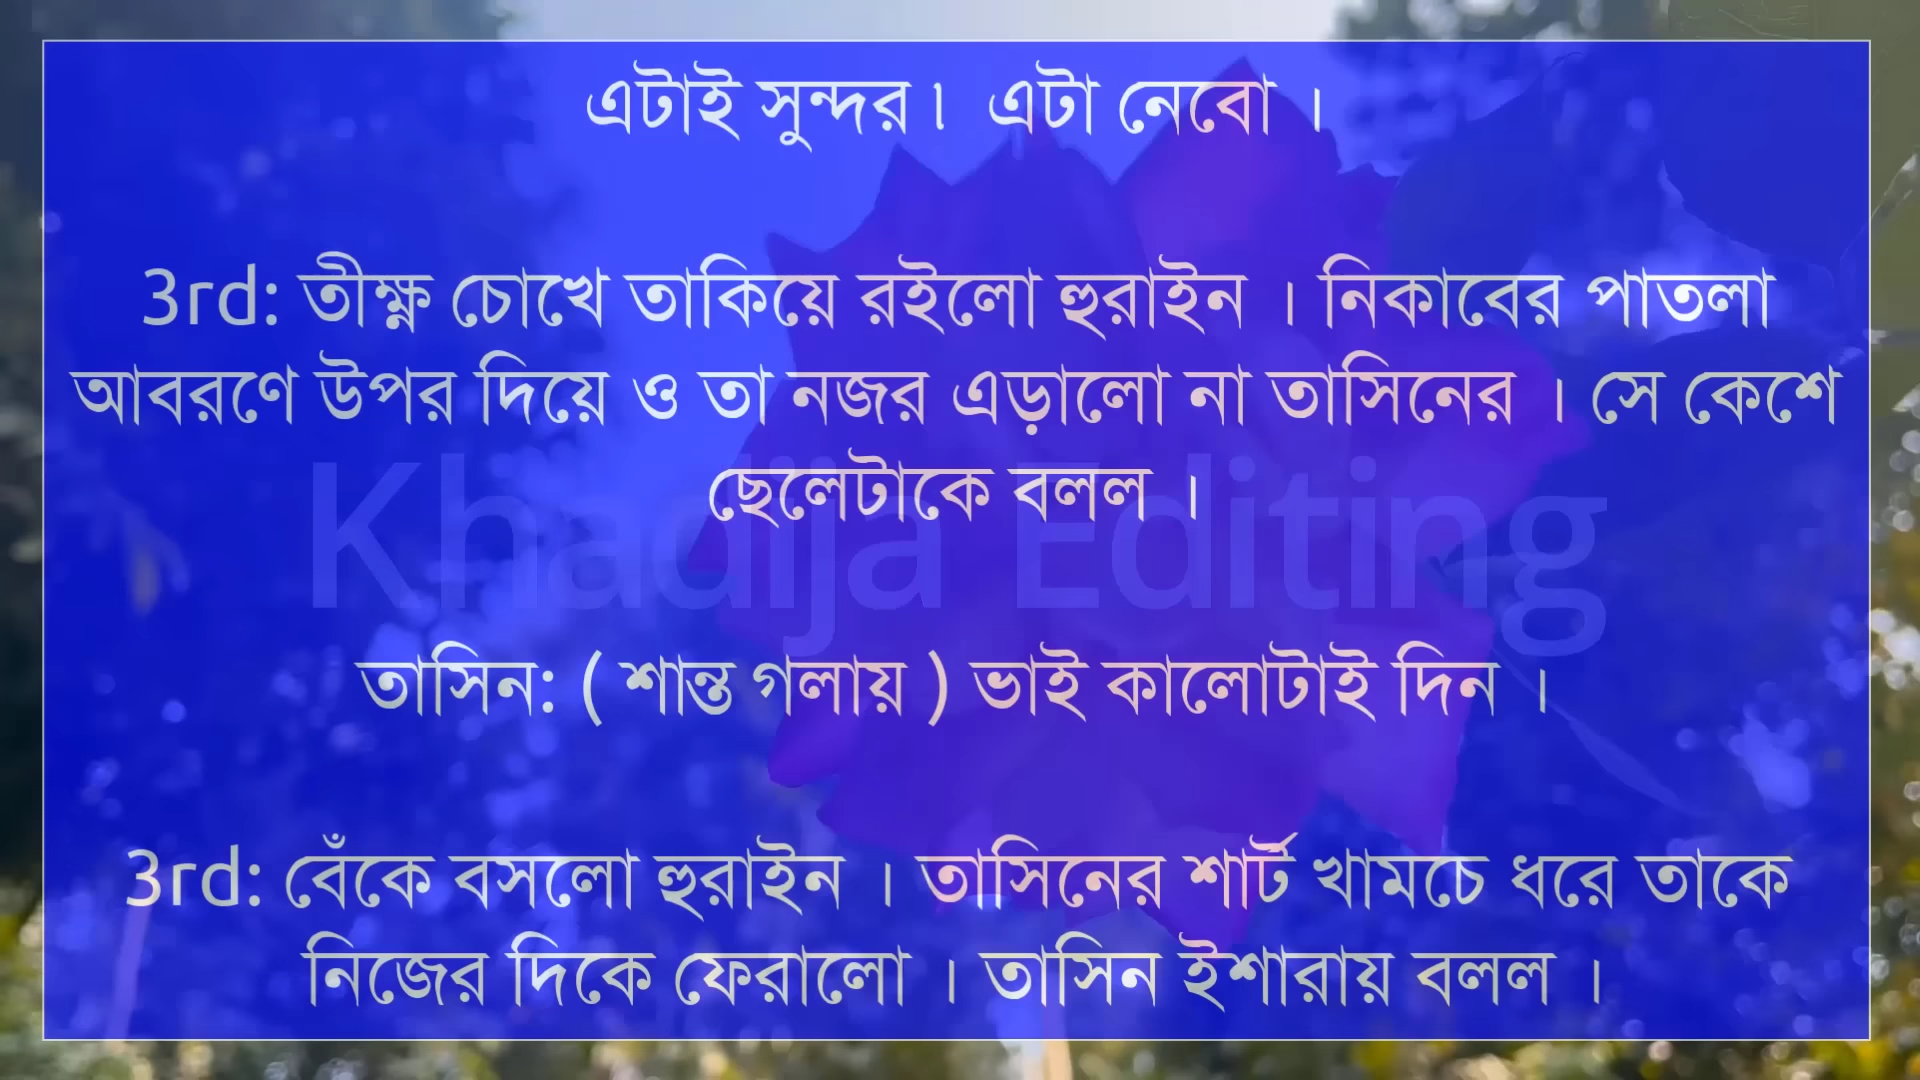 এটাই সুন্দর।  এটা নেবো ।
3rd: তীক্ষ্ণ চোখে তাকিয়ে রইলো হুরাইন । নিকাবের পাতলা
আবরণে উপর দিয়ে ও তা নজর এড়ালো না তাসিনের । সে কেশে
ছেলেটাকে বলল ।
Khadija Editing
তাসিন: ( শান্ত গলায় ) ভাই কালোটাই দিন ।
3rd: বেঁকে বসলো হুরাইন । তাসিনের শার্ট খামচে ধরে তাকে
নিজের দিকে ফেরালো । তাসিন ইশারায় বলল ।